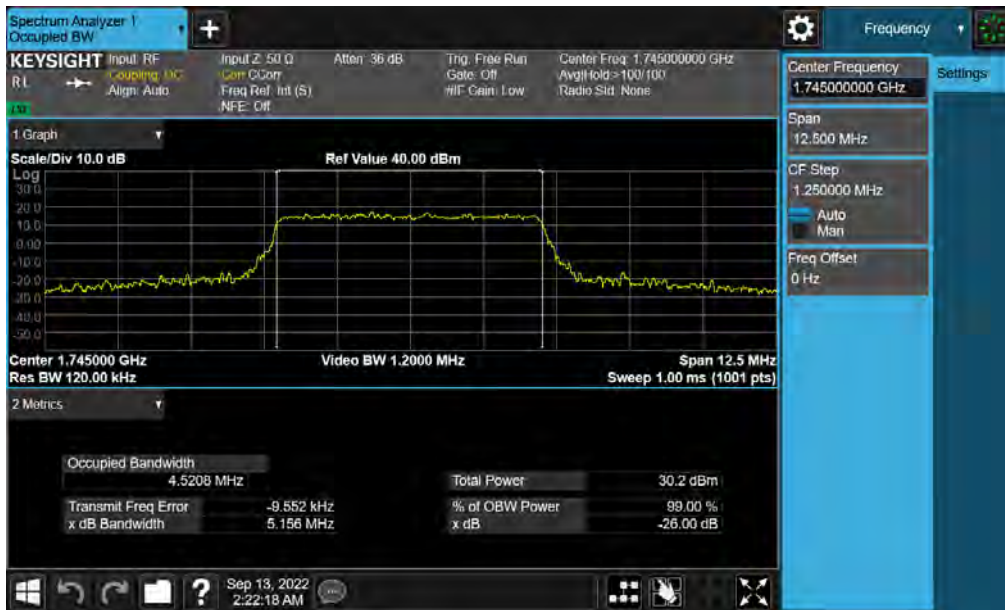 Spectrum Analyzer 1
Occupied BW
Frequency
KEYSIGHT
Input: RF
Input Z: 50 Ω
Atten: 36 dB
Trig: Free Run
Center Freq: 1.745000000 GHz
RL
Coupling: DC
Corr CCorr
Gate: Off
Avg|Hold>100/100
Align: Auto
Freq Ref: Int (S)
#IF Gain: Low
Radio Std: None
NFE: Off
Center Frequency
1.745000000 GHz
Settings
Span
12.500 MHz
CF Step
1.250000 MHz
Auto
Man
Freq Offset
0 Hz
1 Graph
Scale/Div 10.0 dB
Ref Value 40.00 dBm
Log
30.0
20.0
10.0
0.00
-10.0
-20.0
-30.0
-40.0
-50.0
Center 1.745000 GHz
Video BW 1.2000 MHz
Span 12.5 MHz
Res BW 120.00 kHz
Sweep 1.00 ms (1001 pts)
2 Metrics
Occupied Bandwidth
4.5208 MHz
Total Power
30.2 dBm
Transmit Freq Error
-9.552 kHz
% of OBW Power
99.00 %
x dB Bandwidth
5.156 MHz
x dB
-26.00 dB
Sep 13, 2022
2:22:18 AM